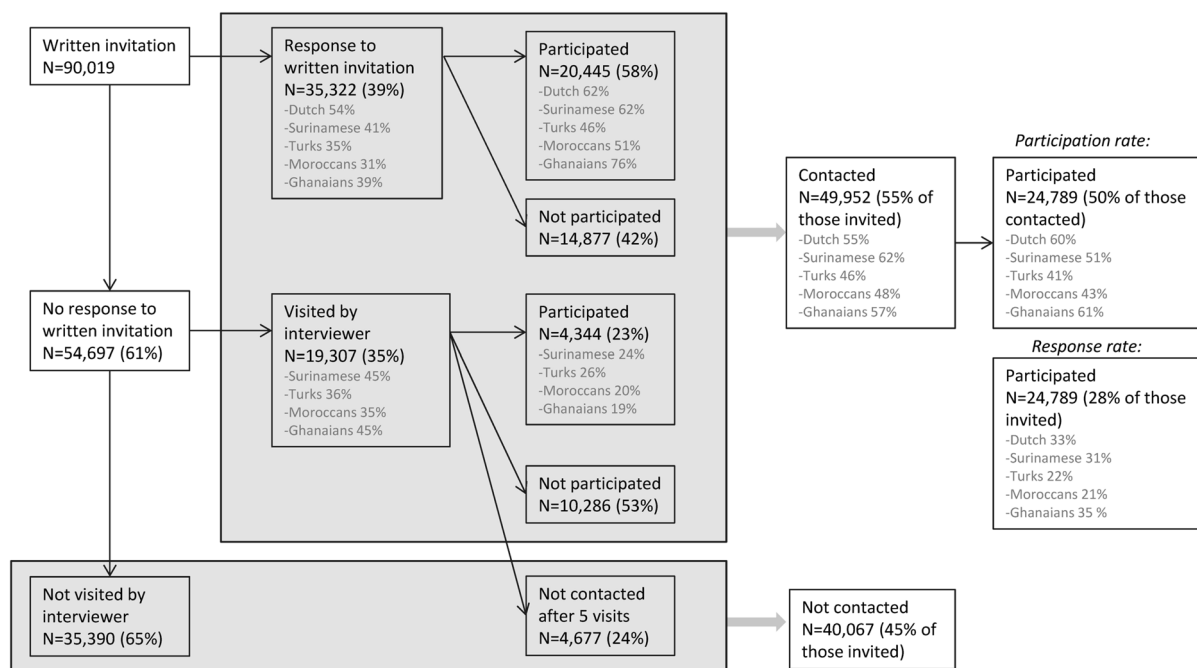 Written invitation
N=90,019
Response to
written invitation
N=35,322 (39%)
-Dutch 54%
-Surinamese 41%
-Turks 35%
-Moroccans 31%
-Ghanaians 39%
Participated
N=20,445 (58%)
-Dutch 62%
-Surinamese 62%
-Turks 46%
-Moroccans 51%
-Ghanaians 76%
Not participated
N=14,877 (42%)
No response to
written invitation
N=54,697 (61%)
Visited by
interviewer
N=19,307 (35%)
-Surinamese 45%
-Turks 36%
-Moroccans 35%
-Ghanaians 45%
Participated
N=4,344 (23%)
-Surinamese 24%
-Turks 26%
-Moroccans 20%
-Ghanaians 19%
Not participated
N=10,286 (53%)
Not visited by
interviewer
N=35,390 (65%)
Not contacted
after 5 visits
N=4,677 (24%)
Contacted
N=49,952 (55% of
those invited)
-Dutch 55%
-Surinamese 62%
-Turks 46%
-Moroccans 48%
-Ghanaians 57%
Participation rate:
Participated
N=24,789 (50% of those
contacted)
-Dutch 60%
-Surinamese 51%
-Turks 41%
-Moroccans 43%
-Ghanaians 61%
Response rate:
Participated
N=24,789 (28% of those
invited)
-Dutch 33%
-Surinamese 31%
-Turks 22%
-Moroccans 21%
-Ghanaians 35 %
Not contacted
N=40,067 (45% of
those invited)